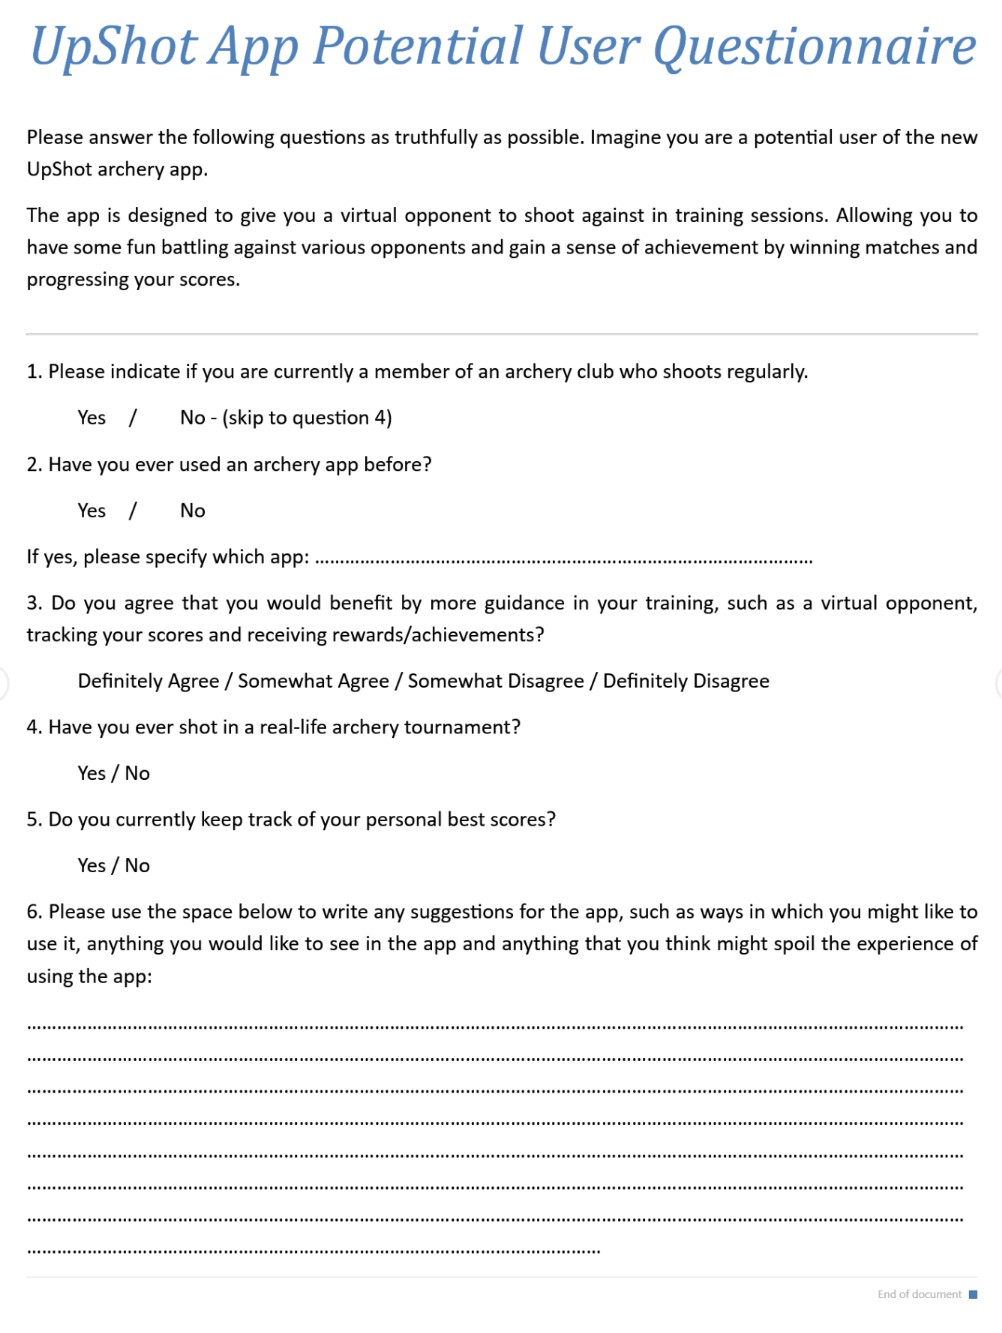 UpShot App Potential User Questionnaire
Please answer the following questions as truthfully as possible. Imagine you are a potential user of the new
UpShot archery app.
The app is designed to give you a virtual opponent to shoot against in training sessions. Allowing you to
have some fun battling against various opponents and gain a sense of achievement by winning matches and
progressing your scores.
1. Please indicate if you are currently a member of an archery club who shoots regularly.
Yes / No - (skip to question 4)
2. Have you ever used an archery app before?
Yes / No
If yes, please specify which app: ..........................................................................................
3. Do you agree that you would benefit by more guidance in your training, such as a virtual opponent,
tracking your scores and receiving rewards/achievements?
Definitely Agree / Somewhat Agree / Somewhat Disagree / Definitely Disagree
4. Have you ever shot in a real-life archery tournament?
Yes / No
5. Do you currently keep track of your personal best scores?
Yes / No
6. Please use the space below to write any suggestions for the app, such as ways in which you might like to
use it, anything you would like to see in the app and anything that you think might spoil the experience of
using the app:
End of document